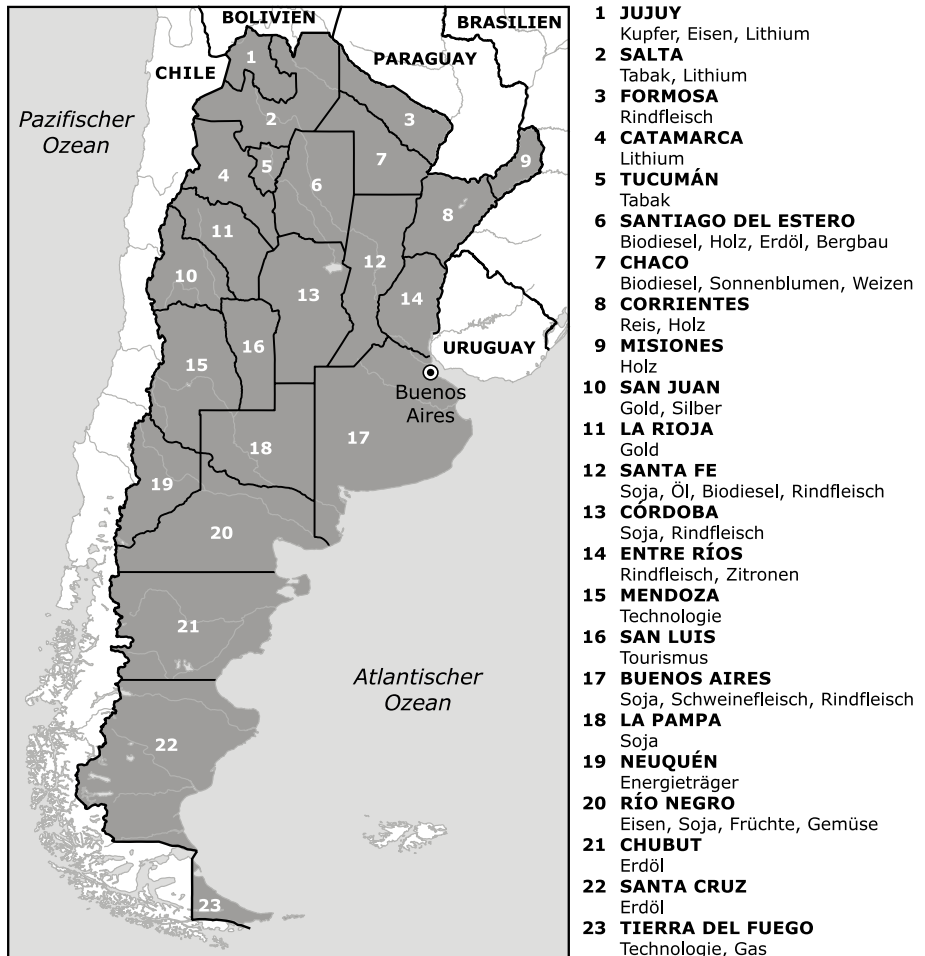 BOLIVIEN
BRASILIEN
PARAGUAY
CHILE
Pazifischer
Ozean
1
2
3
4
5
6
7
8
9
10
11
12
13
14
15
16
URUGUAY
Buenos
Aires
17
18
19
20
21
Atlantischer
Ozean
22
23
1 JUJUY
Kupfer, Eisen, Lithium
2 SALTA
Tabak, Lithium
3 FORMOSA
Rindfleisch
4 CATAMARCA
Lithium
5 TUCUMÁN
Tabak
6 SANTIAGO DEL ESTERO
Biodiesel, Holz, Erdöl, Bergbau
7 CHACO
Biodiesel, Sonnenblumen, Weizen
8 CORRIENTES
Reis, Holz
9 MISIONES
Holz
10 SAN JUAN
Gold, Silber
11 LA RIOJA
Gold
12 SANTA FE
Soja, Öl, Biodiesel, Rindfleisch
13 CÓRDOBA
Soja, Rindfleisch
14 ENTRE RÍOS
Rindfleisch, Zitronen
15 MENDOZA
Technologie
16 SAN LUIS
Tourismus
17 BUENOS AIRES
Soja, Schweinefleisch, Rindfleisch
18 LA PAMPA
Soja
19 NEUQUÉN
Energieträger
20 RÍO NEGRO
Eisen, Soja, Früchte, Gemüse
21 CHUBUT
Erdöl
22 SANTA CRUZ
Erdöl
23 TIERRA DEL FUEGO
Technologie, Gas